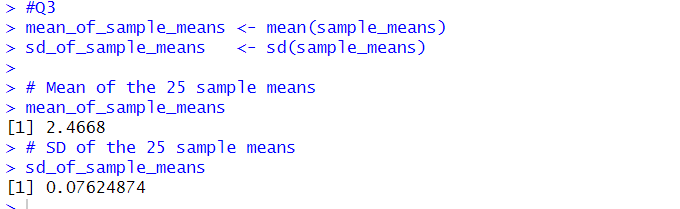 > #Q3
> mean_of_sample_means <- mean(sample_means)
> sd_of_sample_means   <- sd(sample_means)
>
> # Mean of the 25 sample means
> mean_of_sample_means
[1] 2.4668
> # SD of the 25 sample means
> sd_of_sample_means
[1] 0.07624874
>